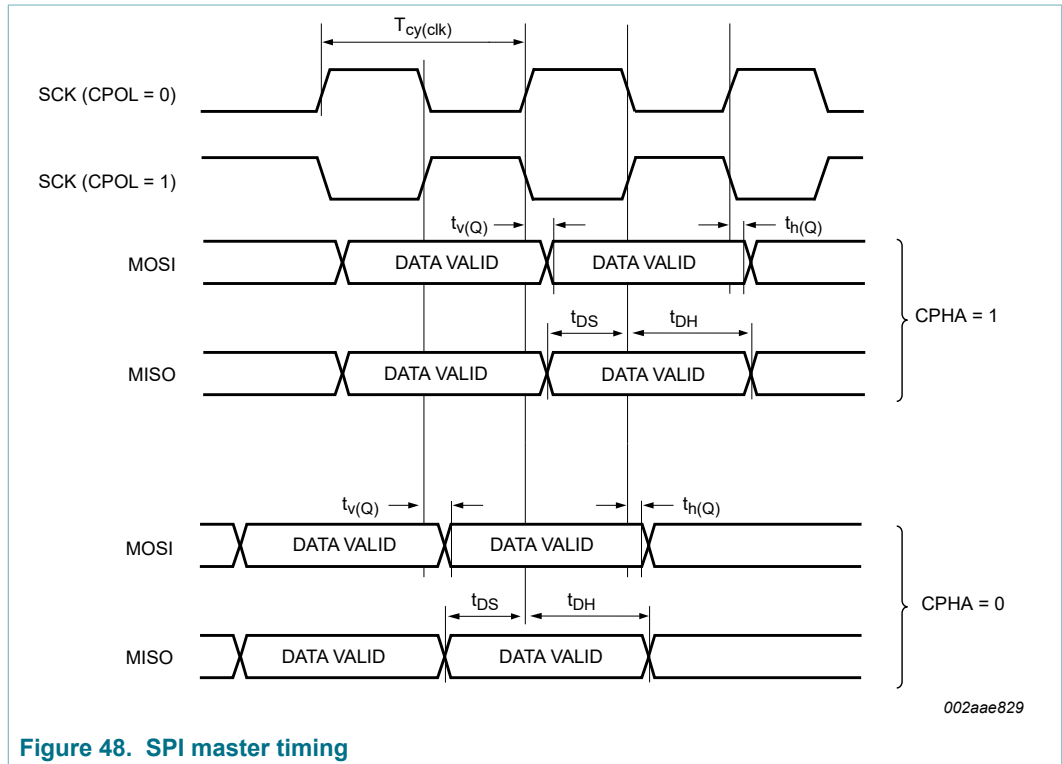 Tcy(clk)
SCK (CPOL = 0)
SCK (CPOL = 1)
tv(Q)
th(Q)
MOSI
DATA VALID
DATA VALID
CPHA = 1
tDS
tDH
MISO
DATA VALID
DATA VALID
tv(Q)
th(Q)
MOSI
DATA VALID
DATA VALID
CPHA = 0
tDS
tDH
MISO
DATA VALID
DATA VALID
002aae829
Figure 48. SPI master timing